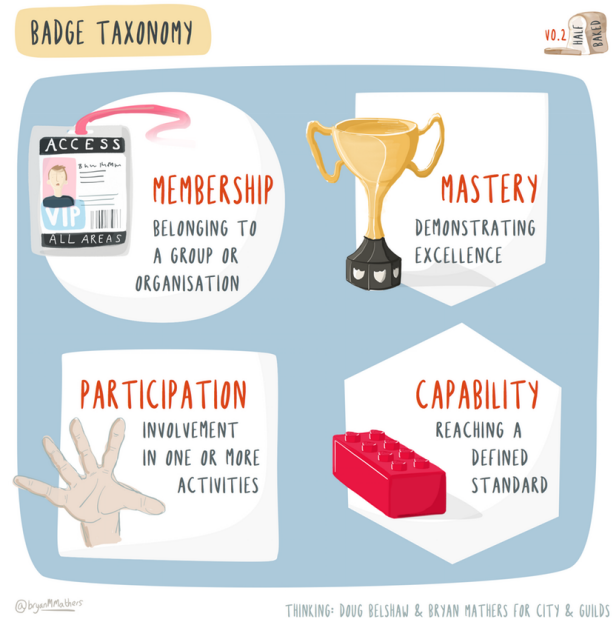 BADGE TAXONOMY
V0.2
HALF
BAKED
ACCESS
VIP
ALL AREAS
MEMBERSHIP
BELONGING TO
A GROUP OR
ORGANISATION
MASTERY
DEMONSTRATING
EXCELLENCE
PARTICIPATION
INVOLVEMENT
IN ONE OR MORE
ACTIVITIES
CAPABILITY
REACHING A
DEFINED
STANDARD
@bryanMMathers
THINKING: DOUG BELSHAW & BRYAN MATHERS FOR CITY & GUILDS